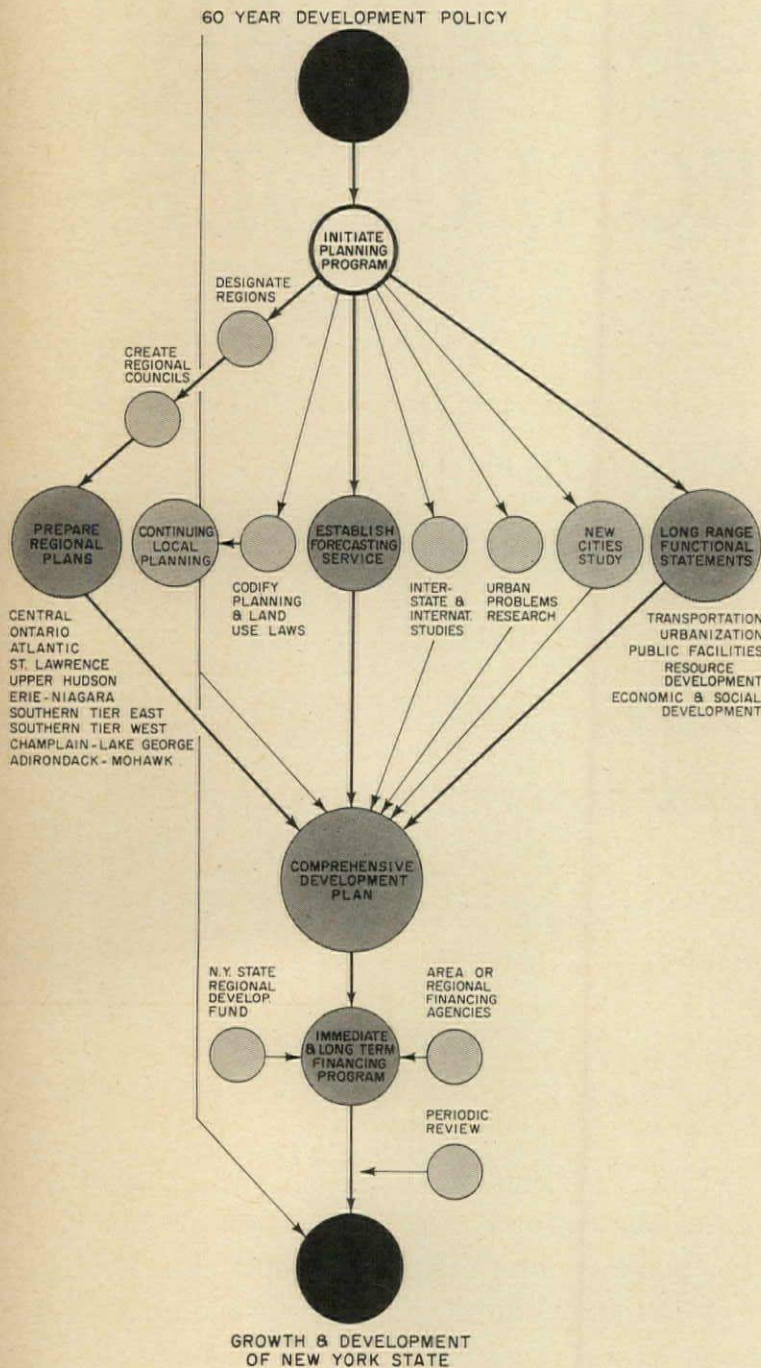 60 YEAR DEVELOPMENT POLICY
INITIATE
PLANNING
PROGRAM
DESIGNATE
REGIONS
CREATE
REGIONAL
COUNCILS
PREPARE
REGIONAL
PLANS
CONTINUING
LOCAL
PLANNING
CODIFY
PLANNING
& LAND
USE LAWS
ESTABLISH
FORECASTING
SERVICE
INTER-
STATE &
INTERNAT.
STUDIES
URBAN
PROBLEMS
RESEARCH
NEW
CITIES
STUDY
LONG RANGE
FUNCTIONAL
STATEMENTS
CENTRAL
ONTARIO
ATLANTIC
ST. LAWRENCE
UPPER HUDSON
ERIE-NIAGARA
SOUTHERN TIER EAST
SOUTHERN TIER WEST
CHAMPLAIN-LAKE GEORGE
ADIRONDACK-MOHAWK
TRANSPORTATION
URBANIZATION
PUBLIC FACILITIES
RESOURCE
DEVELOPMENT
ECONOMIC & SOCIAL
DEVELOPMENT
COMPREHENSIVE
DEVELOPMENT
PLAN
N.Y. STATE
REGIONAL
DEVELOP.
FUND
IMMEDIATE
& LONG TERM
FINANCING
PROGRAM
AREA OR
REGIONAL
FINANCING
AGENCIES
PERIODIC
REVIEW
GROWTH & DEVELOPMENT
OF NEW YORK STATE